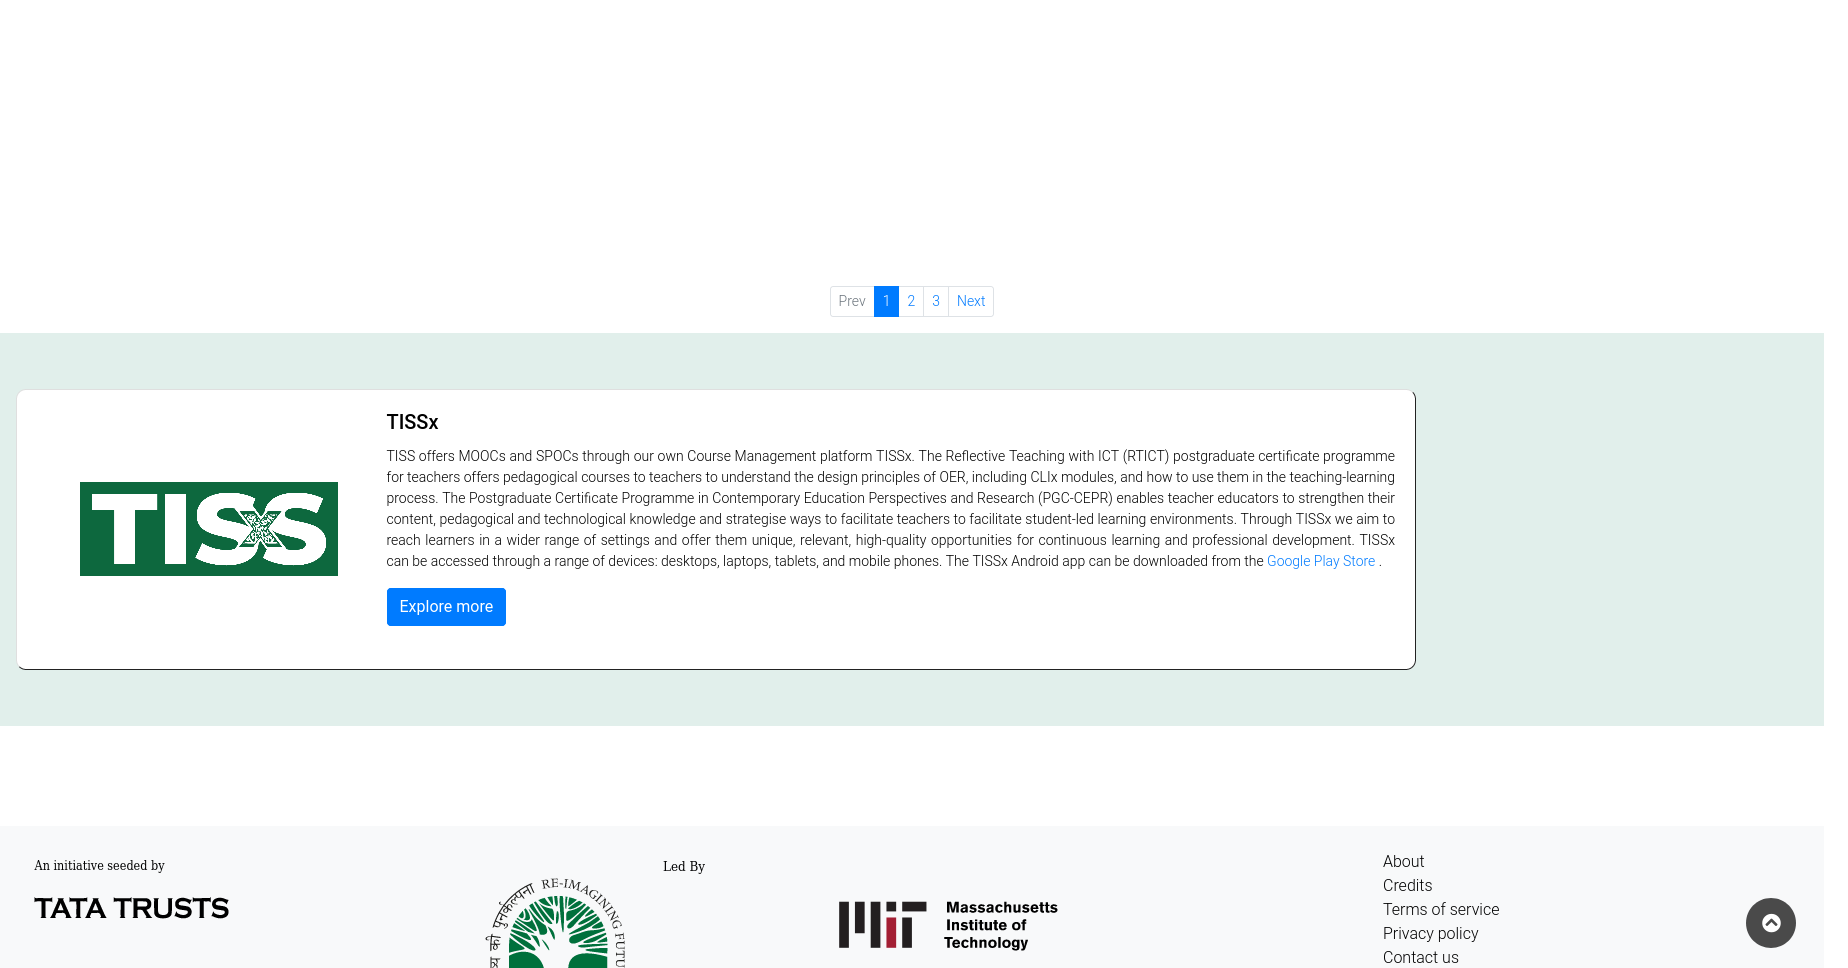 Prev 1 2 3 Next
TISSx
TISS offers MOOCs and SPOCs through our own Course Management platform TISSx. The Reflective Teaching with ICT (RTICT) postgraduate certificate programme
for teachers offers pedagogical courses to teachers to understand the design principles of OER, including CLIx modules, and how to use them in the teaching-learning
process. The Postgraduate Certificate Programme in Contemporary Education Perspectives and Research (PGC-CEPR) enables teacher educators to strengthen their
content, pedagogical and technological knowledge and strategise ways to facilitate teachers to facilitate student-led learning environments. Through TISSx we aim to
reach learners in a wider range of settings and offer them unique, relevant, high-quality opportunities for continuous learning and professional development. TISSx
can be accessed through a range of devices: desktops, laptops, tablets, and mobile phones. The TISSx Android app can be downloaded from the Google Play Store .
TISS
Explore more
An initiative seeded by
TATA TRUSTS
की पुनर्कल्पना RE-IMAGINING
Led By
Massachusetts
Institute of
Technology
About
Credits
Terms of service
Privacy policy
Contact us